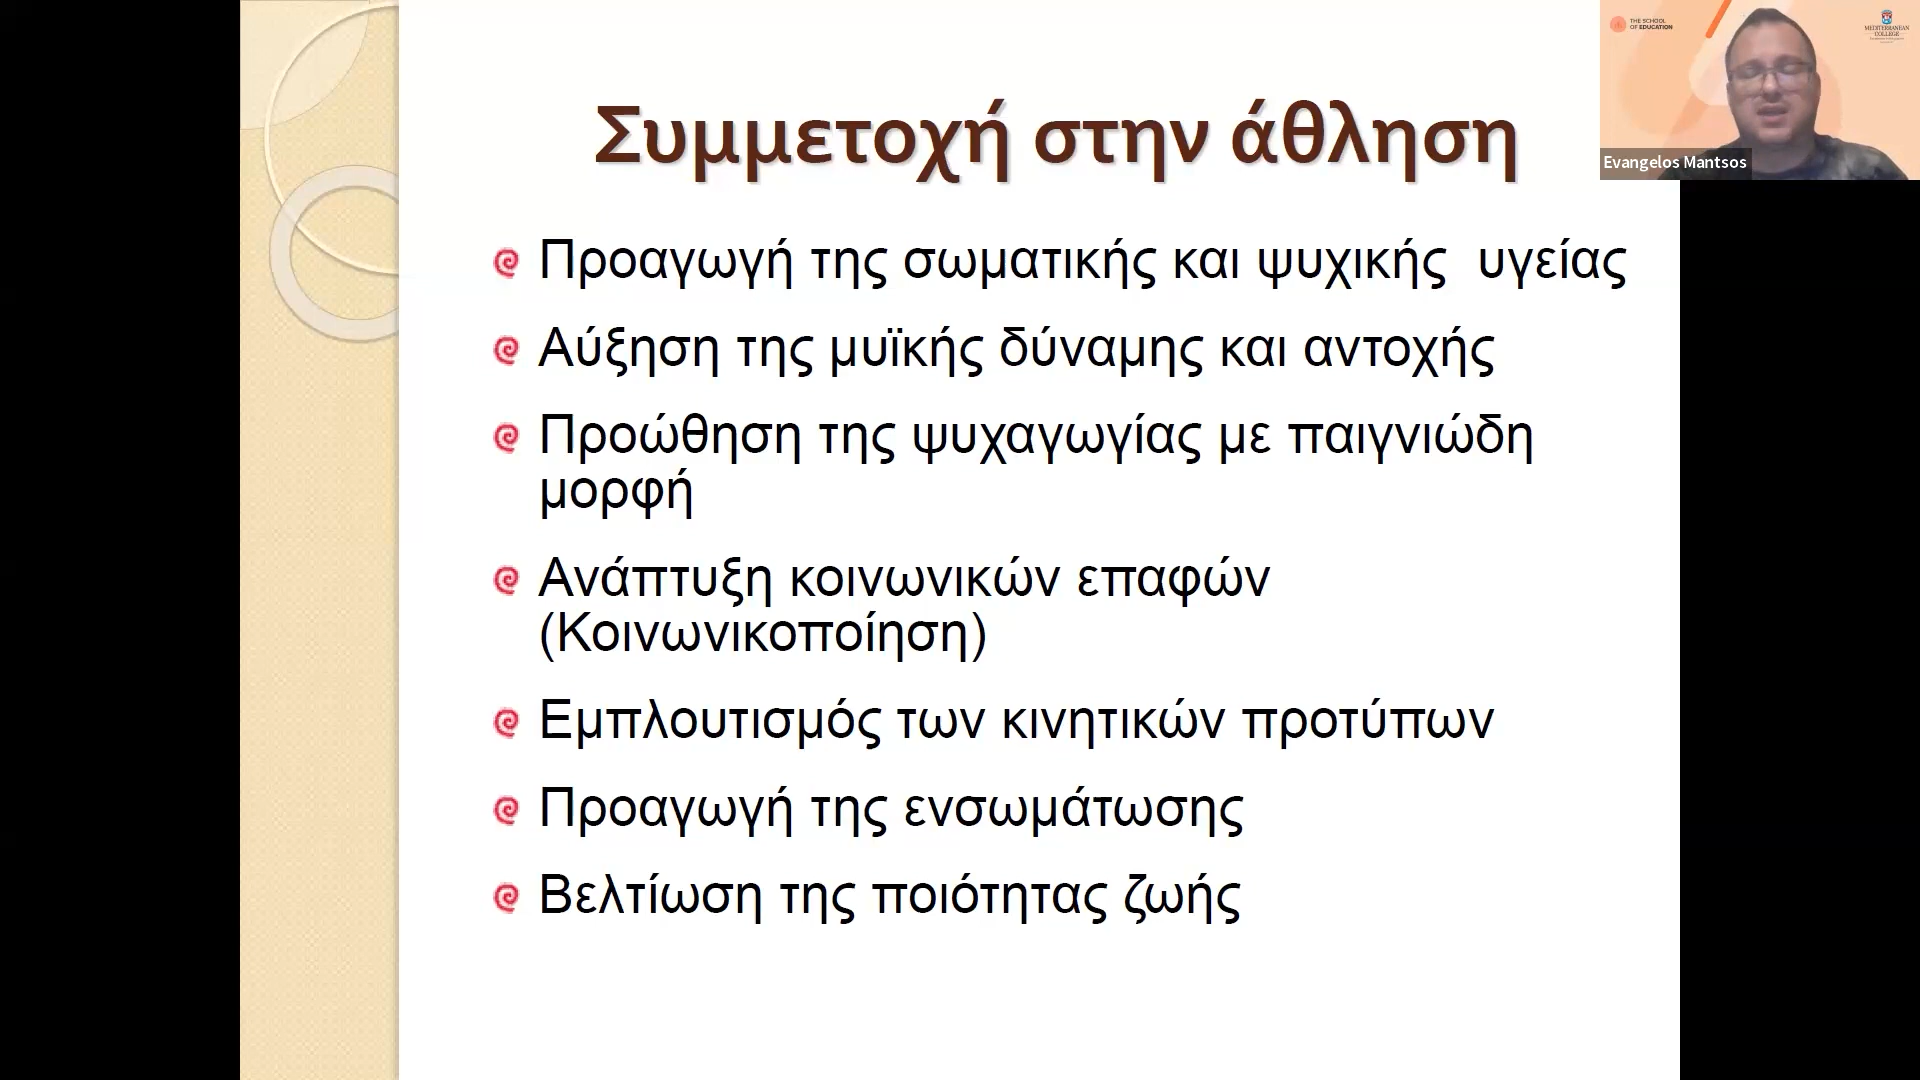 Συμμετοχή στην άθληση
Προαγωγή της σωματικής και ψυχικής υγείας
Αύξηση της μυϊκής δύναμης και αντοχής
Προώθηση της ψυχαγωγίας με παιγνιώδη
μορφή
Ανάπτυξη κοινωνικών επαφών
(Κοινωνικοποίηση)
Εμπλουτισμός των κινητικών προτύπων
Προαγωγή της ενσωμάτωσης
Βελτίωση της ποιότητας ζωής
THE SCHOOL
OF EDUCATION
MEDITERRANEAN
COLLEGE
Evangelos Mantsos